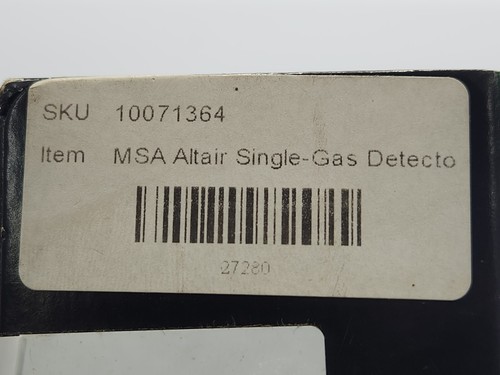 SKU 10071364
Item MSA Altair Single-Gas Detecto
27280